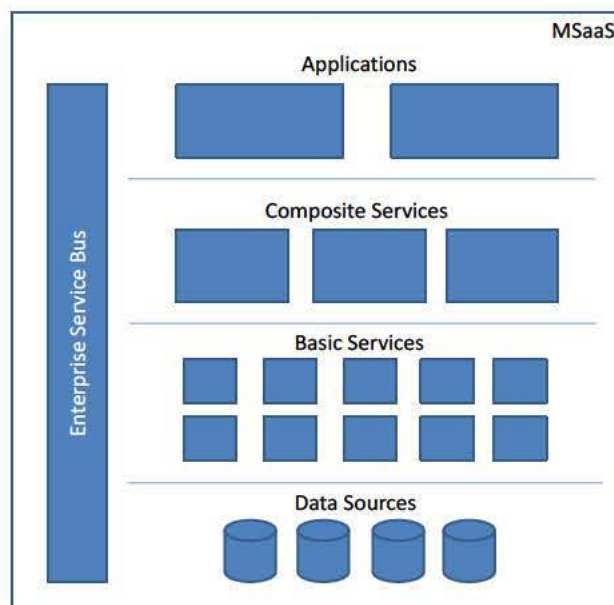 MSaaS
Applications
Composite Services
Enterprise Service Bus
Basic Services
Data Sources